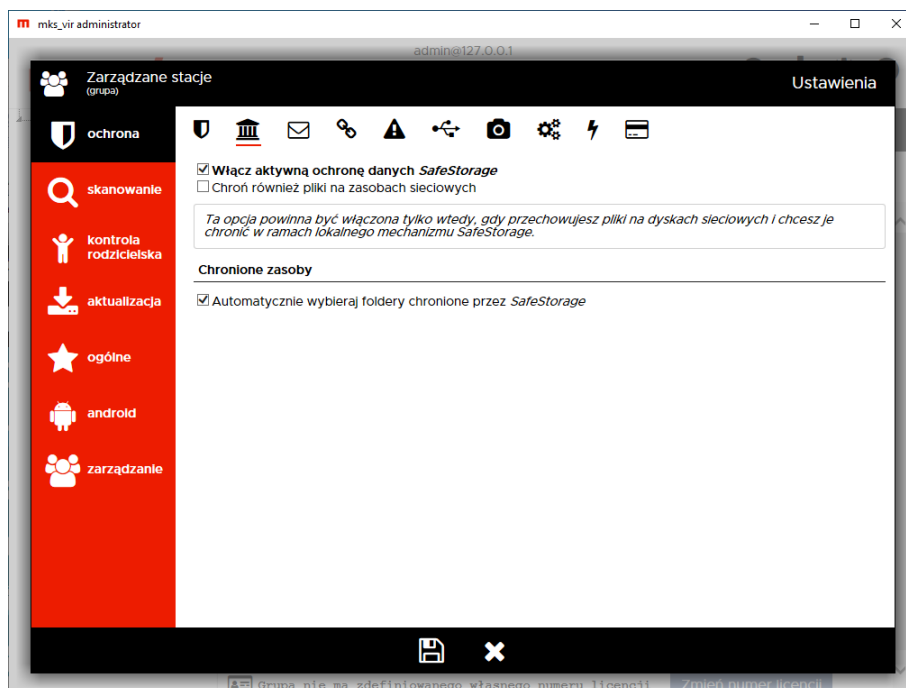 mks_vir administrator
admin@127.0.0.1
Zarządzane stacje
(grupa)
Ustawienia
ochrona
skanowanie
kontrola
rodzicielska
aktualizacja
ogólne
android
zarządzanie
Włącz aktywną ochronę danych SafeStorage
Chroń również pliki na zasobach sieciowych
Ta opcja powinna być włączona tylko wtedy, gdy przechowujesz pliki na dyskach sieciowych i chcesz je
chronić w ramach lokalnego mechanizmu SafeStorage.
Chronione zasoby
Automatycznie wybieraj foldery chronione przez SafeStorage
Grupa nie ma zdefiniowanego własnego numeru licencji
Zmień numer licencji